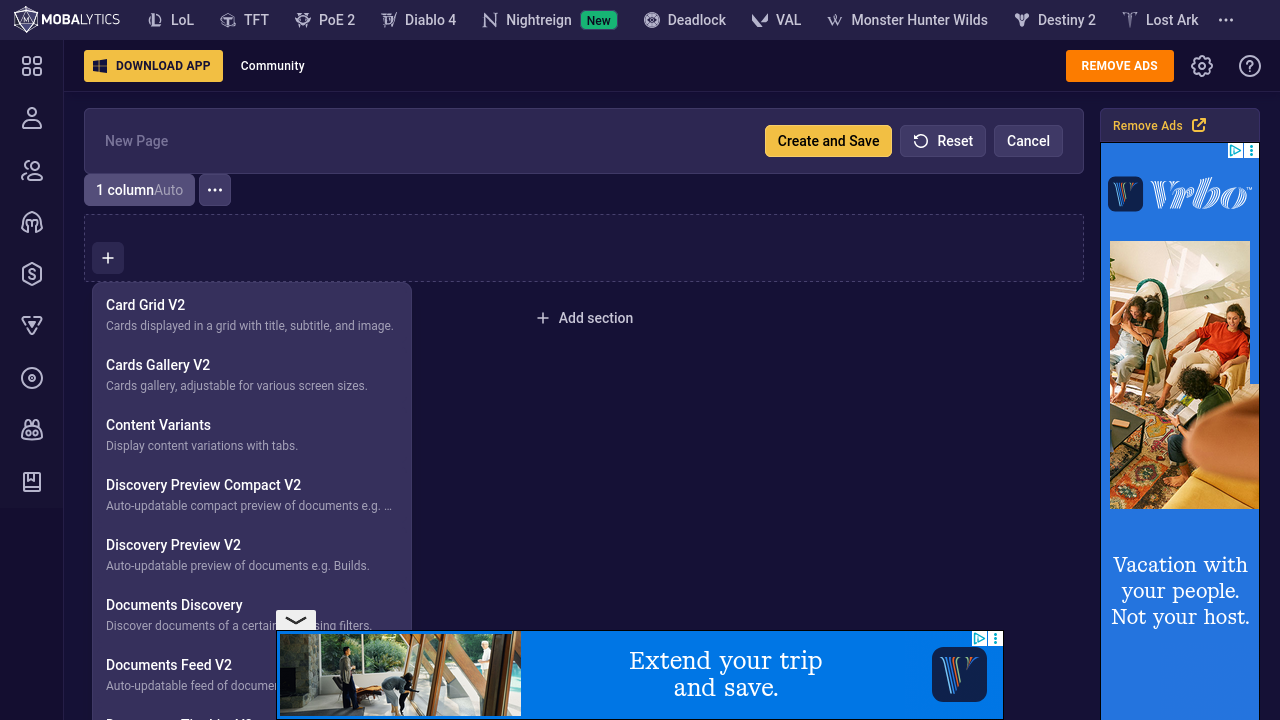 MOBALYTICS
LoL
TFT
PoE 2
Diablo 4
Nightreign
New
Deadlock
VAL
Monster Hunter Wilds
Destiny 2
Lost Ark
DOWNLOAD APP
Community
REMOVE ADS
New Page
Create and Save
Reset
Cancel
Remove Ads
1 columnAuto
Vrbo
Add section
Card Grid V2
Cards displayed in a grid with title, subtitle, and image.
Cards Gallery V2
Cards gallery, adjustable for various screen sizes.
Content Variants
Display content variations with tabs.
Discovery Preview Compact V2
Auto-updatable compact preview of documents e.g. …
Discovery Preview V2
Auto-updatable preview of documents e.g. Builds.
Documents Discovery
Discover documents of a certain sing filters.
Documents Feed V2
Auto-updatable feed of documen
Vacation with
your people.
Not your host.
Extend your trip
and save.